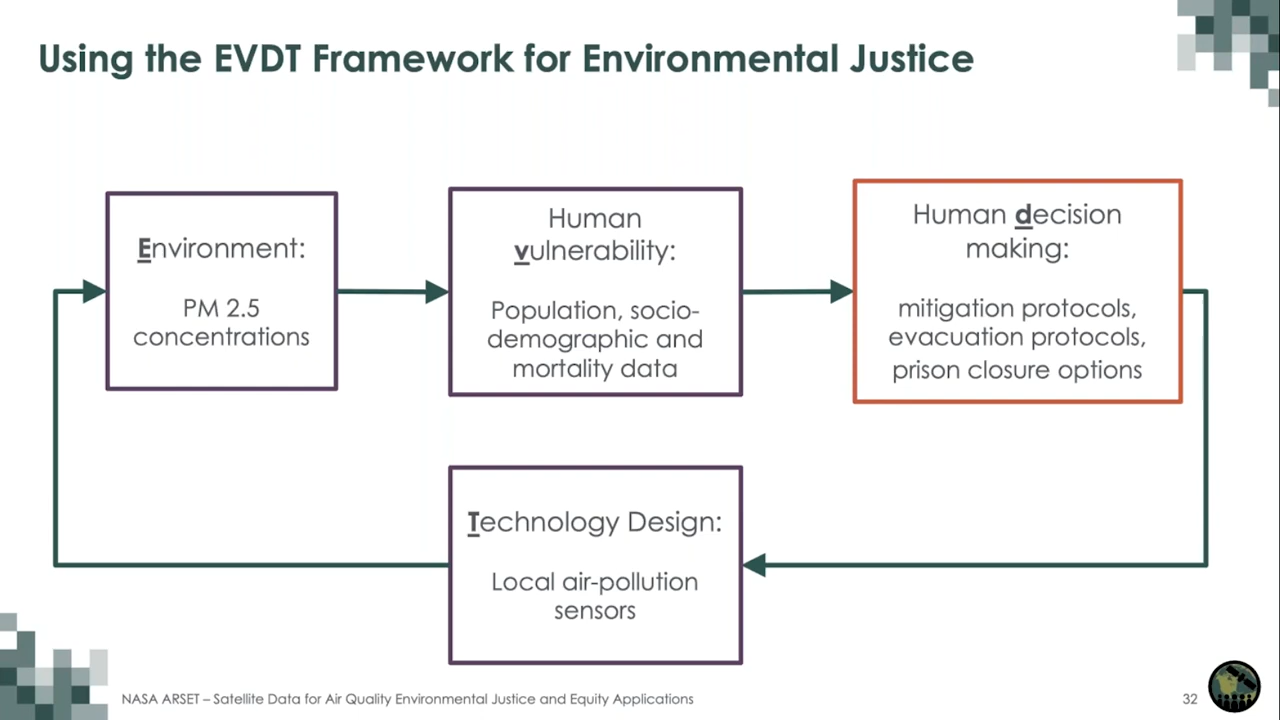 Using the EVDT Framework for Environmental Justice
Environment:
PM 2.5
concentrations
Human
vulnerability:
Population, socio-
demographic and
mortality data
Human decision
making:
mitigation protocols,
evacuation protocols,
prison closure options
Technology Design:
Local air-pollution
sensors
NASA ARSET – Satellite Data for Air Quality Environmental Justice and Equity Applications
32